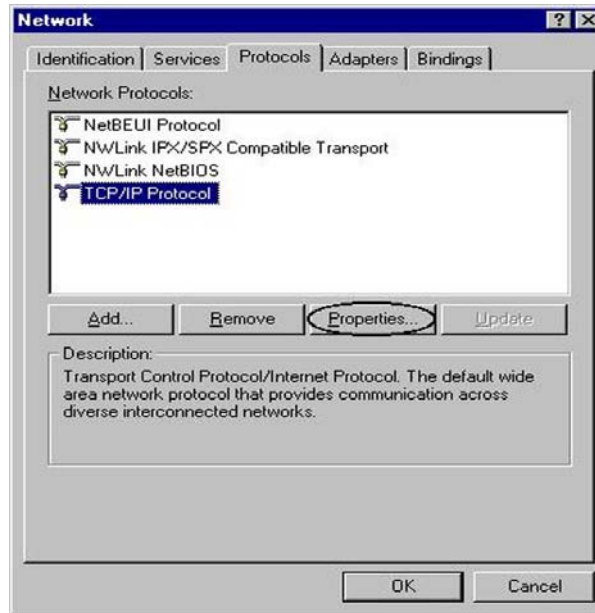 Network
Identification Services Protocols Adapters Bindings
Network Protocols:
NetBEUI Protocol
NWLink IPX/SPX Compatible Transport
NWLink NetBIOS
TCP/IP Protocol
Add... Remove Properties... Update
Description:
Transport Control Protocol/Internet Protocol. The default wide
area network protocol that provides communication across
diverse interconnected networks.
OK Cancel